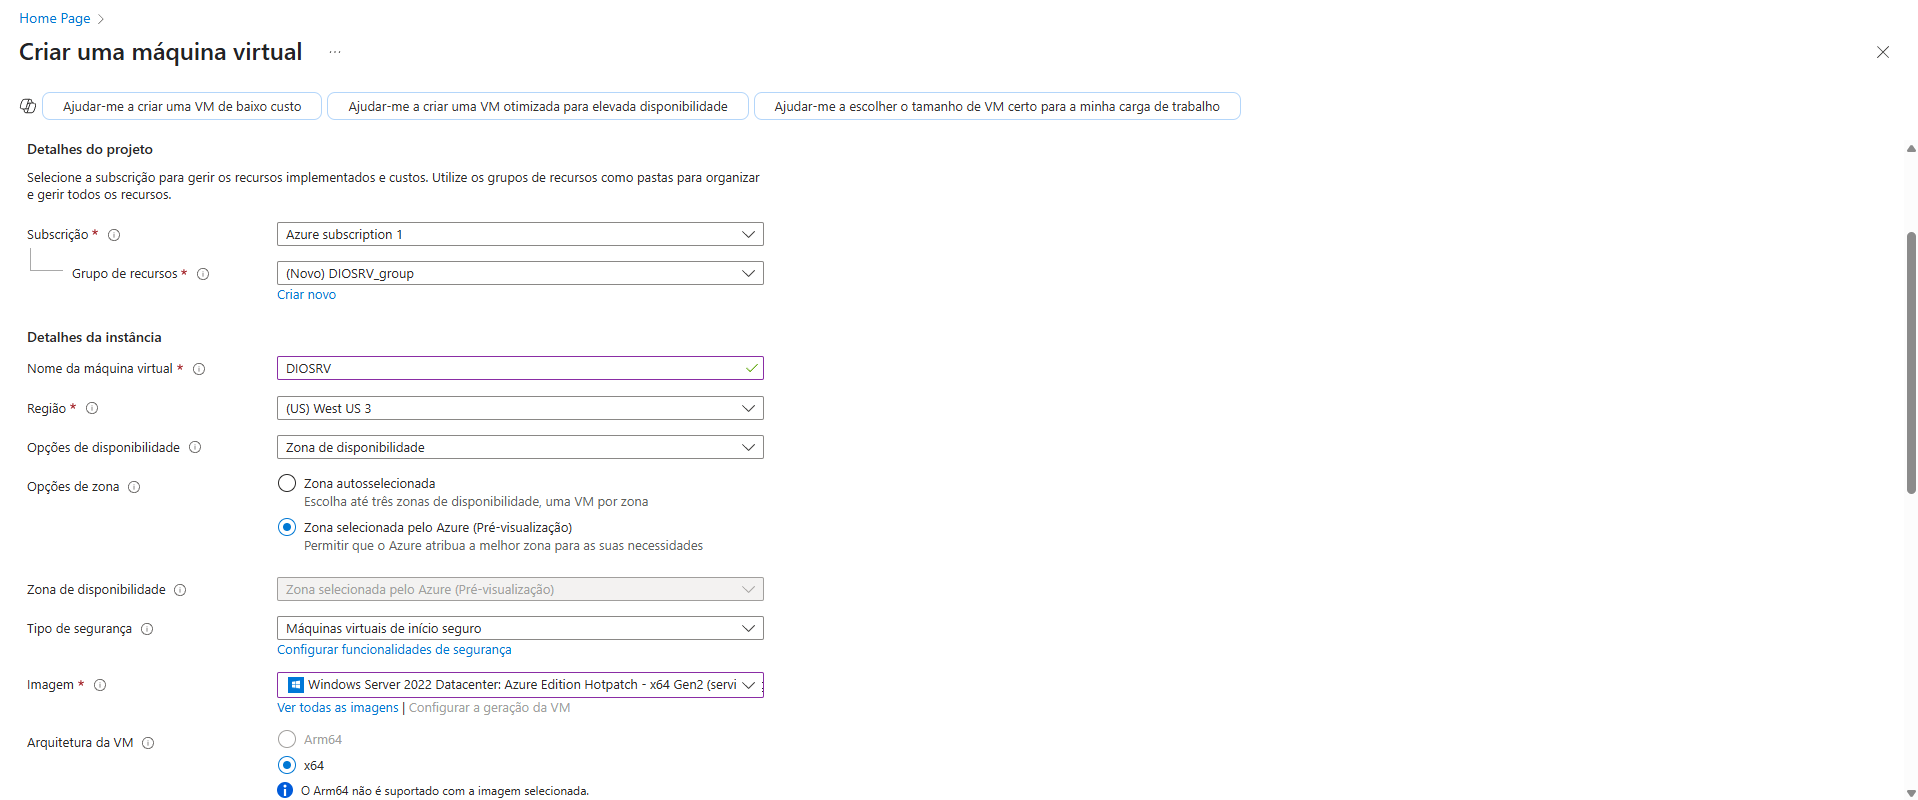 Home Page
Criar uma máquina virtual
Ajudar-me a criar uma VM de baixo custo
Ajudar-me a criar uma VM otimizada para elevada disponibilidade
Ajudar-me a escolher o tamanho de VM certo para a minha carga de trabalho
Detalhes do projeto
Selecione a subscrição para gerir os recursos implementados e custos. Utilize os grupos de recursos como pastas para organizar
e gerir todos os recursos.
Subscrição *
Azure subscription 1
Grupo de recursos *
(Novo) DIOSRV_group
Criar novo
Detalhes da instância
Nome da máquina virtual *
DIOSRV
Região *
(US) West US 3
Opções de disponibilidade
Zona de disponibilidade
Opções de zona
Zona autosselecionada
Escolha até três zonas de disponibilidade, uma VM por zona
Zona selecionada pelo Azure (Pré-visualização)
Permitir que o Azure atribua a melhor zona para as suas necessidades
Zona de disponibilidade
Zona selecionada pelo Azure (Pré-visualização)
Tipo de segurança
Máquinas virtuais de início seguro
Configurar funcionalidades de segurança
Imagem *
Windows Server 2022 Datacenter: Azure Edition Hotpatch - x64 Gen2 (servi
Ver todas as imagens | Configurar a geração da VM
Arquitetura da VM
Arm64
x64
O Arm64 não é suportado com a imagem selecionada.